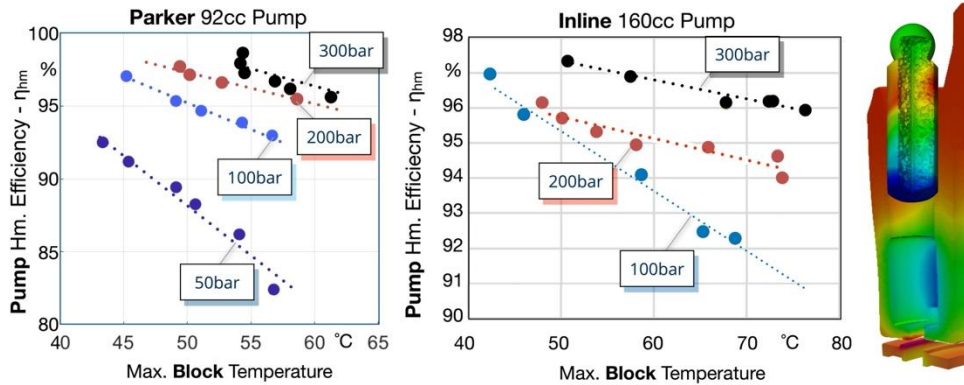 Parker 92cc Pump
Pump Hm. Efficiency - ηhm
100
%
95
90
85
80
300bar
200bar
100bar
50bar
40 45 50 55 60 ℃ 65
Max. Block Temperature
Inline 160cc Pump
Pump Hm. Efficiecny - ηhm
98
%
96
95
94
93
92
91
90
300bar
200bar
100bar
40 50 60 70 ℃ 80
Max. Block Temperature